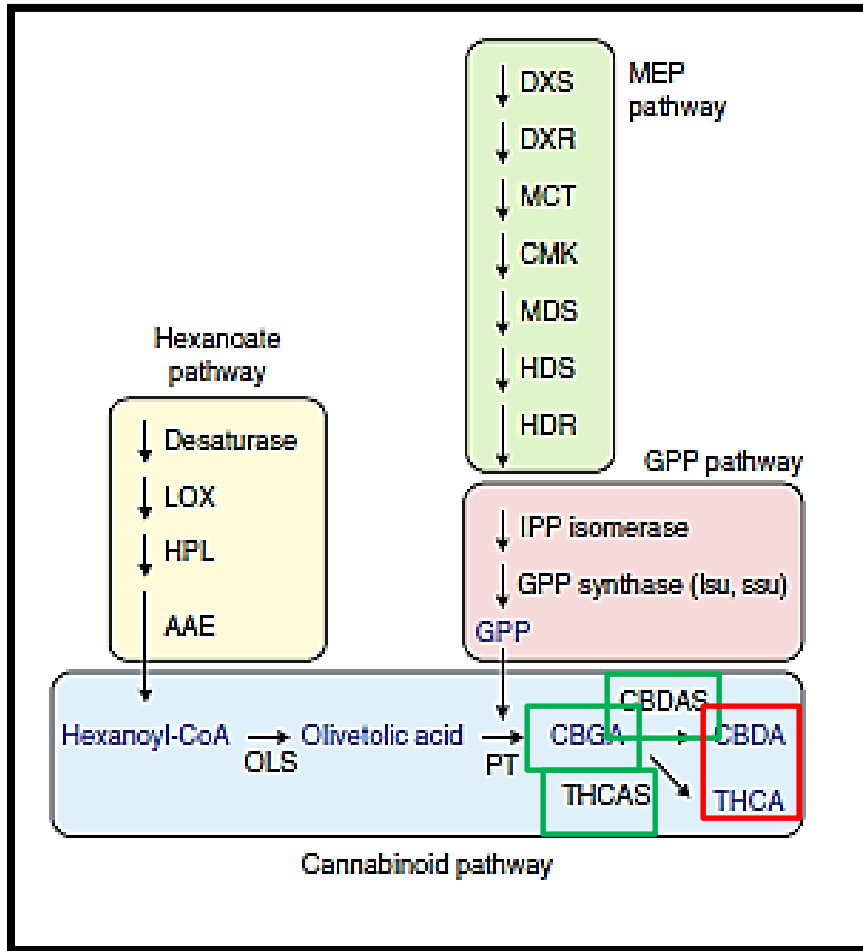 MEP
pathway
DXS
DXR
MCT
CMK
MDS
HDS
HDR
Hexanoate
pathway
Desaturase
LOX
HPL
AAE
GPP pathway
IPP isomerase
GPP synthase (lsu, ssu)
GPP
CBDAS
Hexanoyl-CoA
Olivetolic acid
CBGA
CBDA
OLS
PT
THCAS
THCA
Cannabinoid pathway